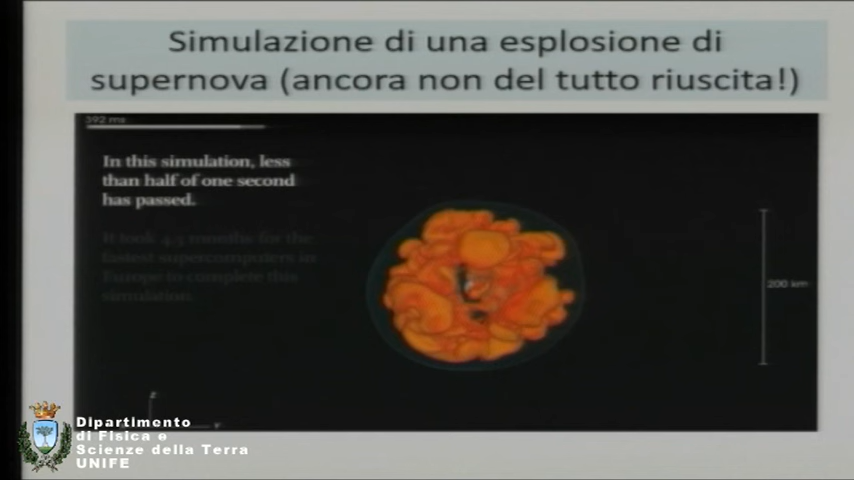 Simulazione di una esplosione di
supernova (ancora non del tutto riuscita!)
392 ms
In this simulation, less
than half of one second
has passed.
It took 4.5 months for the
fastest supercomputers in
Europe to complete this
simulation.
200 km
z
Y
Dipartimento
di Fisica e
Scienze della Terra
UNIFE